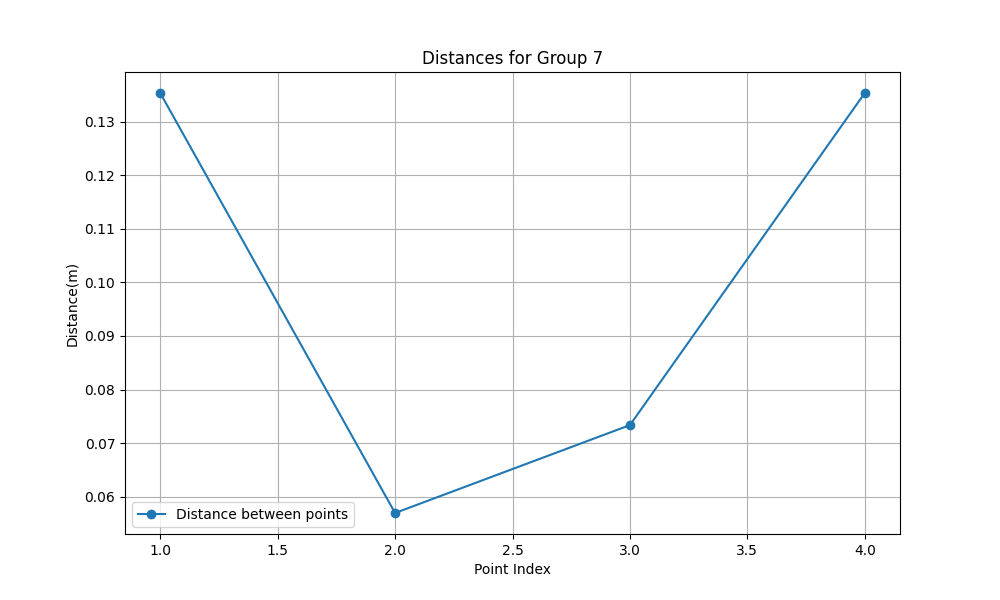 Distances for Group 7
Distance(m)
0.13
0.12
0.11
0.10
0.09
0.08
0.07
0.06
Distance between points
1.0 1.5 2.0 2.5 3.0 3.5 4.0
Point Index